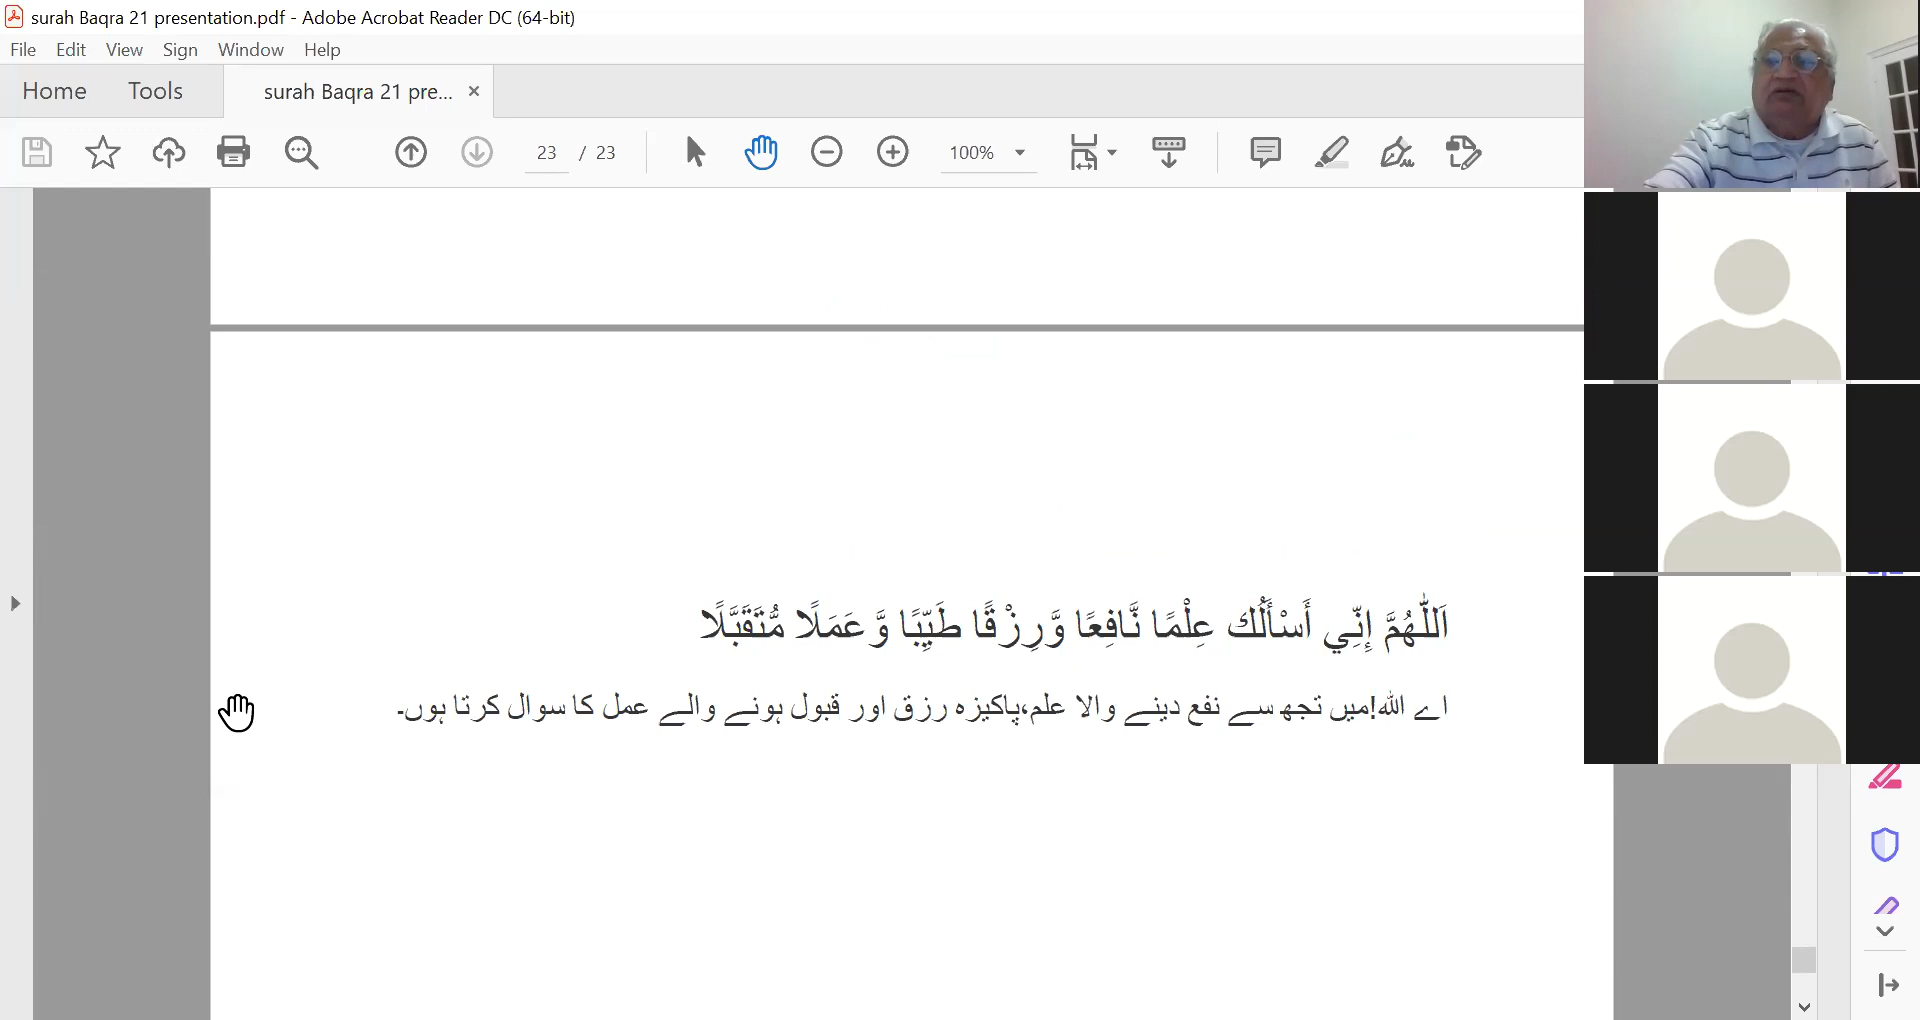 surah Baqra 21 presentation.pdf - Adobe Acrobat Reader DC (64-bit)
File Edit View Sign Window Help
Home Tools surah Baqra 21 pre... ×
23 / 23 100%
اَللّٰهُمَّ إِنِّي أَسْأَلُكَ عِلْمًا نَّافِعًا وَّرِزْقًا طَيِّبًا وَّعَمَلًا مُّتَقَبَّلًا
اے اللہ!میں تجھ سے نفع دینے والا علم،پاکیزہ رزق اور قبول ہونے والے عمل کا سوال کرتا ہوں۔